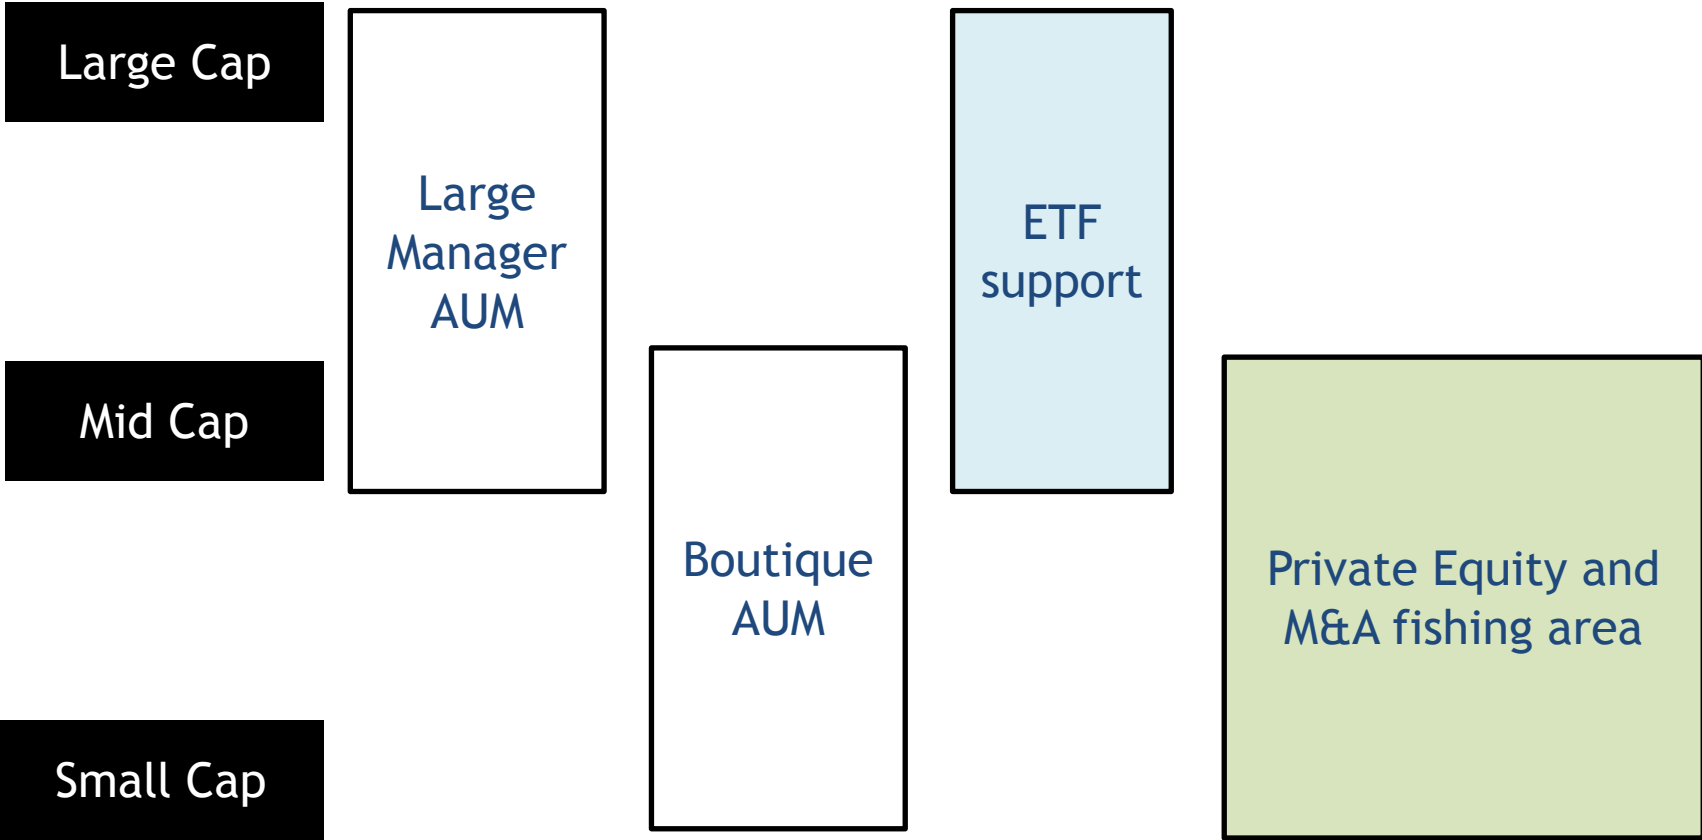 Large Cap
Large
Manager
AUM
ETF
support
Mid Cap
Boutique
AUM
Private Equity and
M&A fishing area
Small Cap